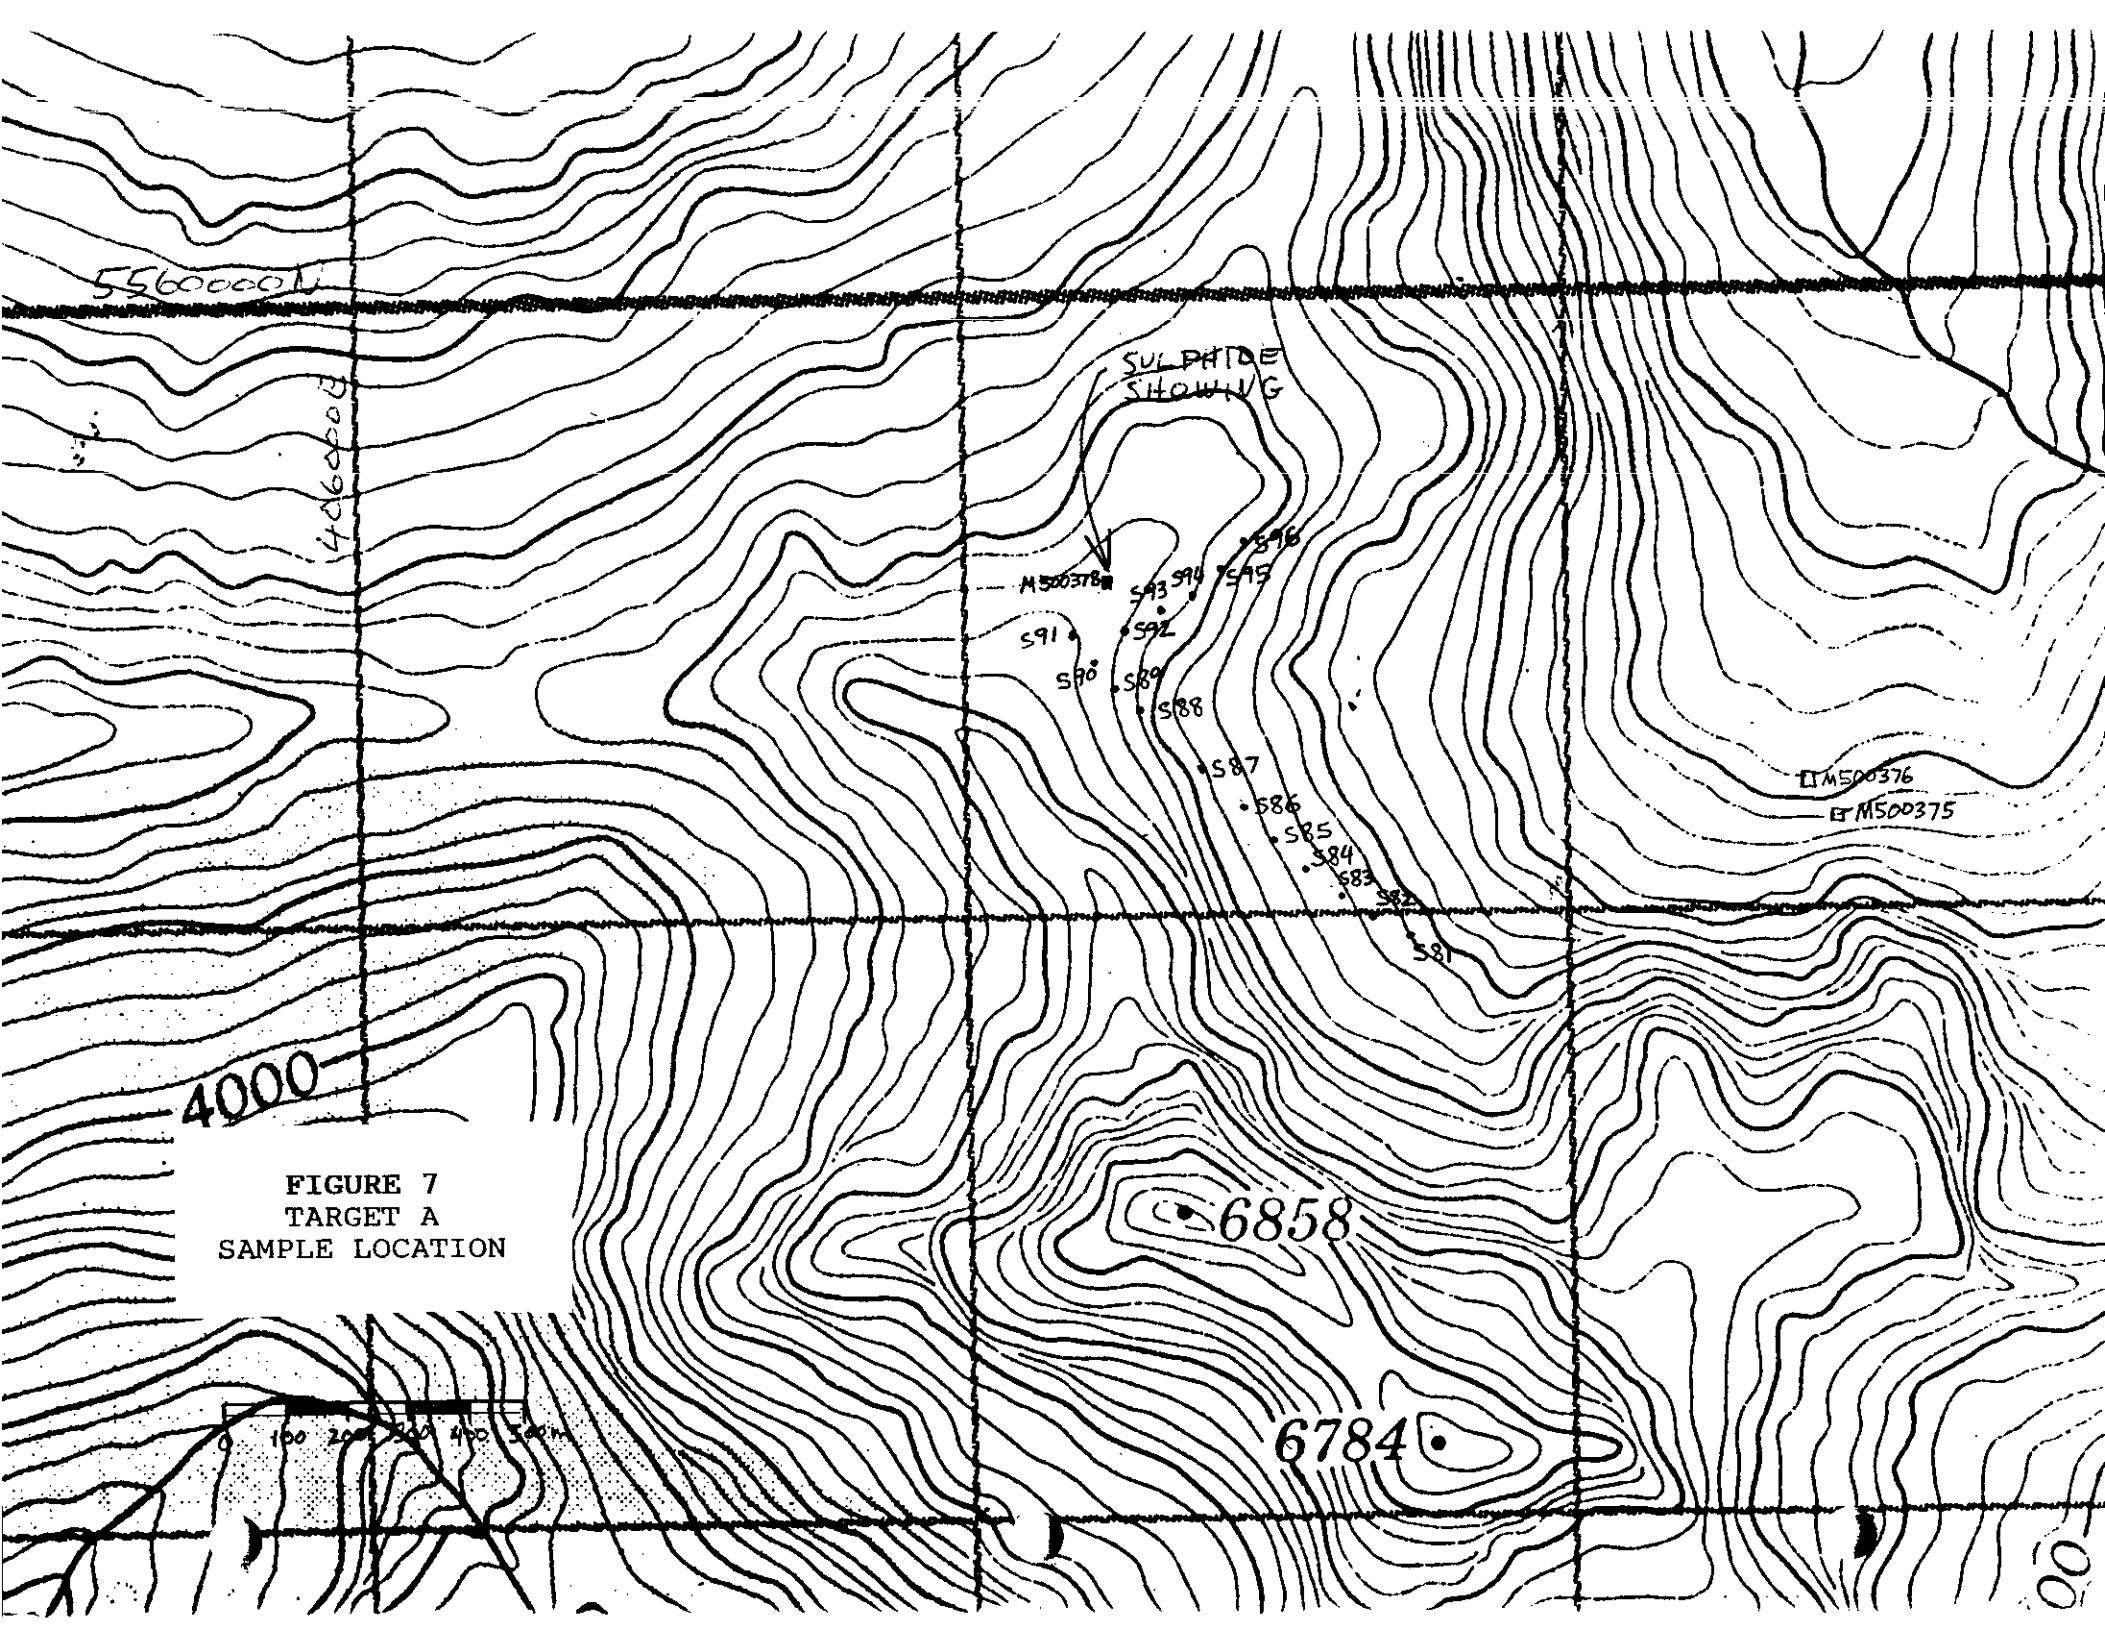 5560000N
406000E
SULPHIDE
SHOWING
S96
M500378
S93
S94
S95
S91
S92
S90
S89
S88
S87
M500376
S86
M500375
S85
S84
S83
S82
S81
4000
FIGURE 7
TARGET A
SAMPLE LOCATION
6858
6784
0 100 200 300 400 500m
00